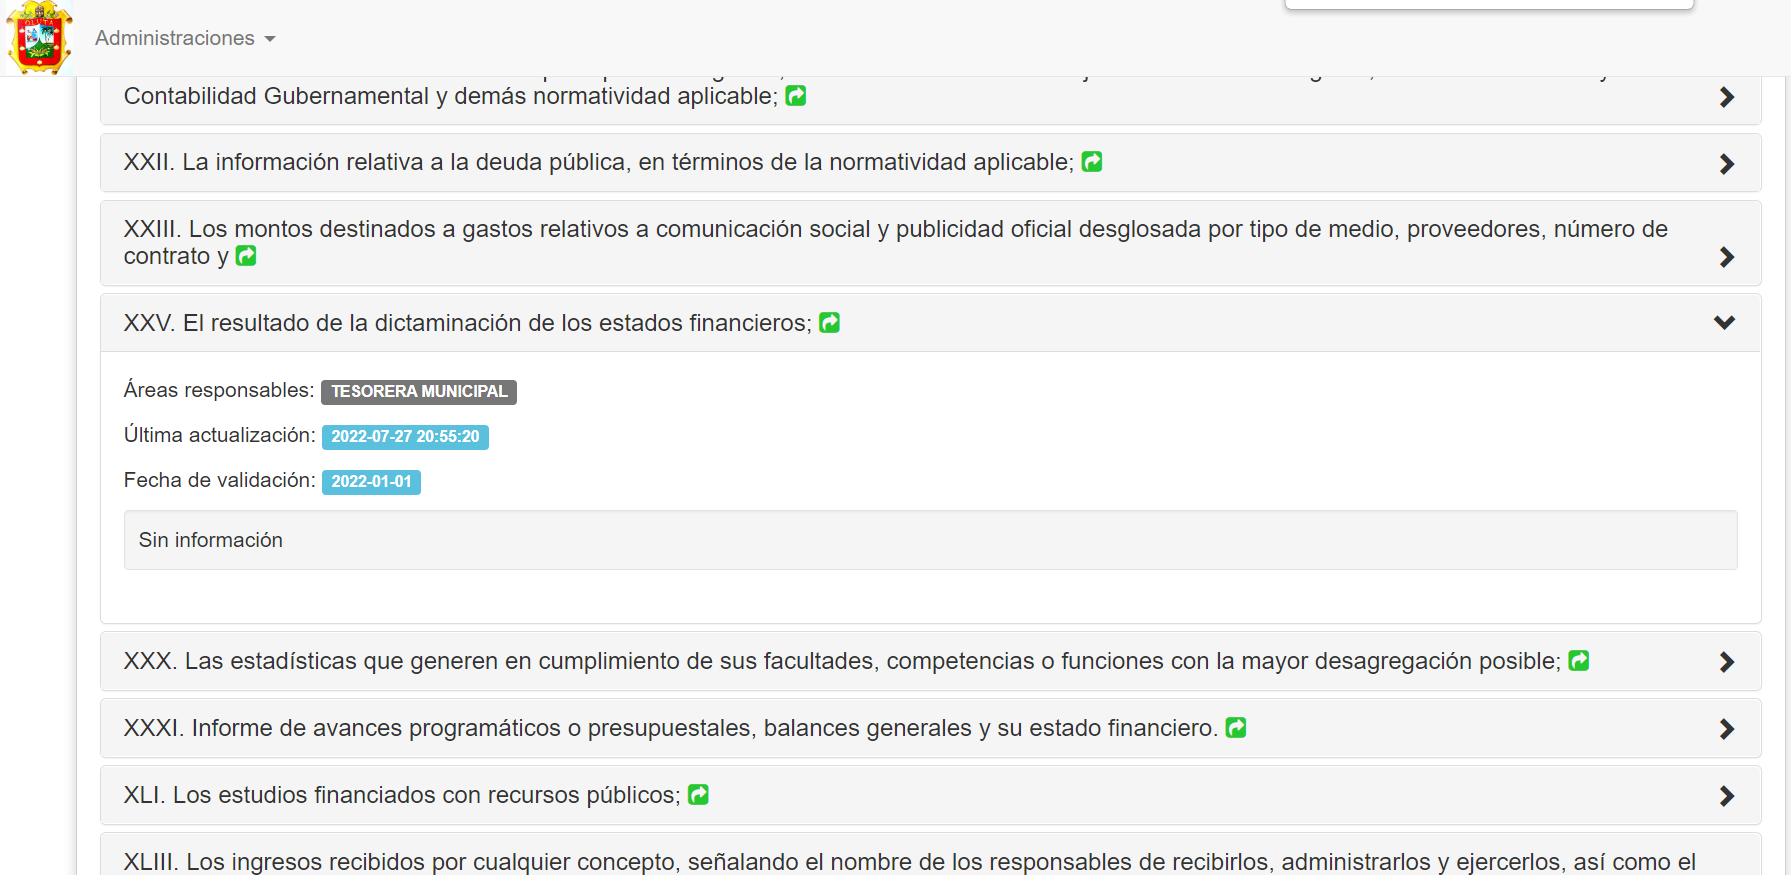 Administraciones
Contabilidad Gubernamental y demás normatividad aplicable;
XXII. La información relativa a la deuda pública, en términos de la normatividad aplicable;
XXIII. Los montos destinados a gastos relativos a comunicación social y publicidad oficial desglosada por tipo de medio, proveedores, número de
contrato y
XXV. El resultado de la dictaminación de los estados financieros;
Áreas responsables: TESORERA MUNICIPAL
Última actualización: 2022-07-27 20:55:20
Fecha de validación: 2022-01-01
Sin información
XXX. Las estadísticas que generen en cumplimiento de sus facultades, competencias o funciones con la mayor desagregación posible;
XXXI. Informe de avances programáticos o presupuestales, balances generales y su estado financiero.
XLI. Los estudios financiados con recursos públicos;
XLIII. Los ingresos recibidos por cualquier concepto, señalando el nombre de los responsables de recibirlos, administrarlos y ejercerlos, así como el